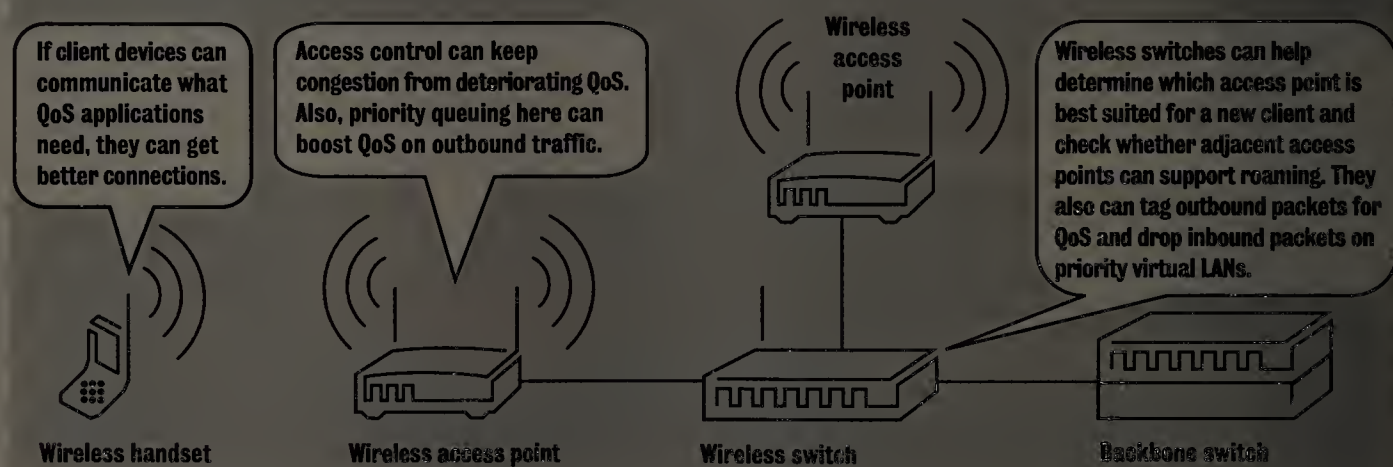 If client devices can
communicate what
QoS applications
need, they can get
better connections.
Access control can keep
congestion from deteriorating QoS.
Also, priority queuing here can
boost QoS on outbound traffic.
Wireless
access
point
Wireless switches can help
determine which access point is
best suited for a new client and
check whether adjacent access
points can support roaming. They
also can tag outbound packets for
QoS and drop inbound packets on
priority virtual LANs.
Wireless handset
Wireless access point
Wireless switch
Backbone switch